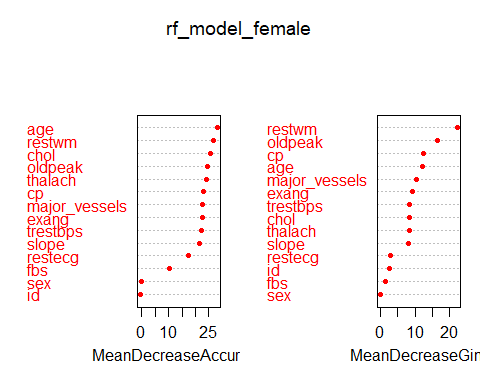 rf_model_female
age
restwm
chol
oldpeak
thalach
cp
major_vessels
exang
trestbps
slope
restecg
fbs
sex
id
0 10 25
MeanDecreaseAccur
restwm
oldpeak
cp
age
major_vessels
exang
trestbps
chol
thalach
slope
restecg
id
fbs
sex
0 10 20
MeanDecreaseGin